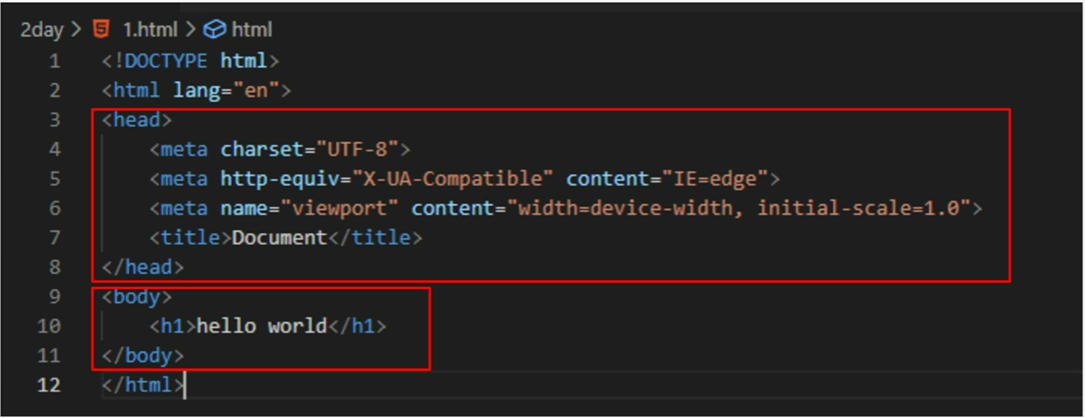 2day > 1.html > html
1 <!DOCTYPE html>
2 <html lang="en">
3 <head>
4     <meta charset="UTF-8">
5     <meta http-equiv="X-UA-Compatible" content="IE=edge">
6     <meta name="viewport" content="width=device-width, initial-scale=1.0">
7     <title>Document</title>
8 </head>
9 <body>
10     <h1>hello world</h1>
11 </body>
12 </html>